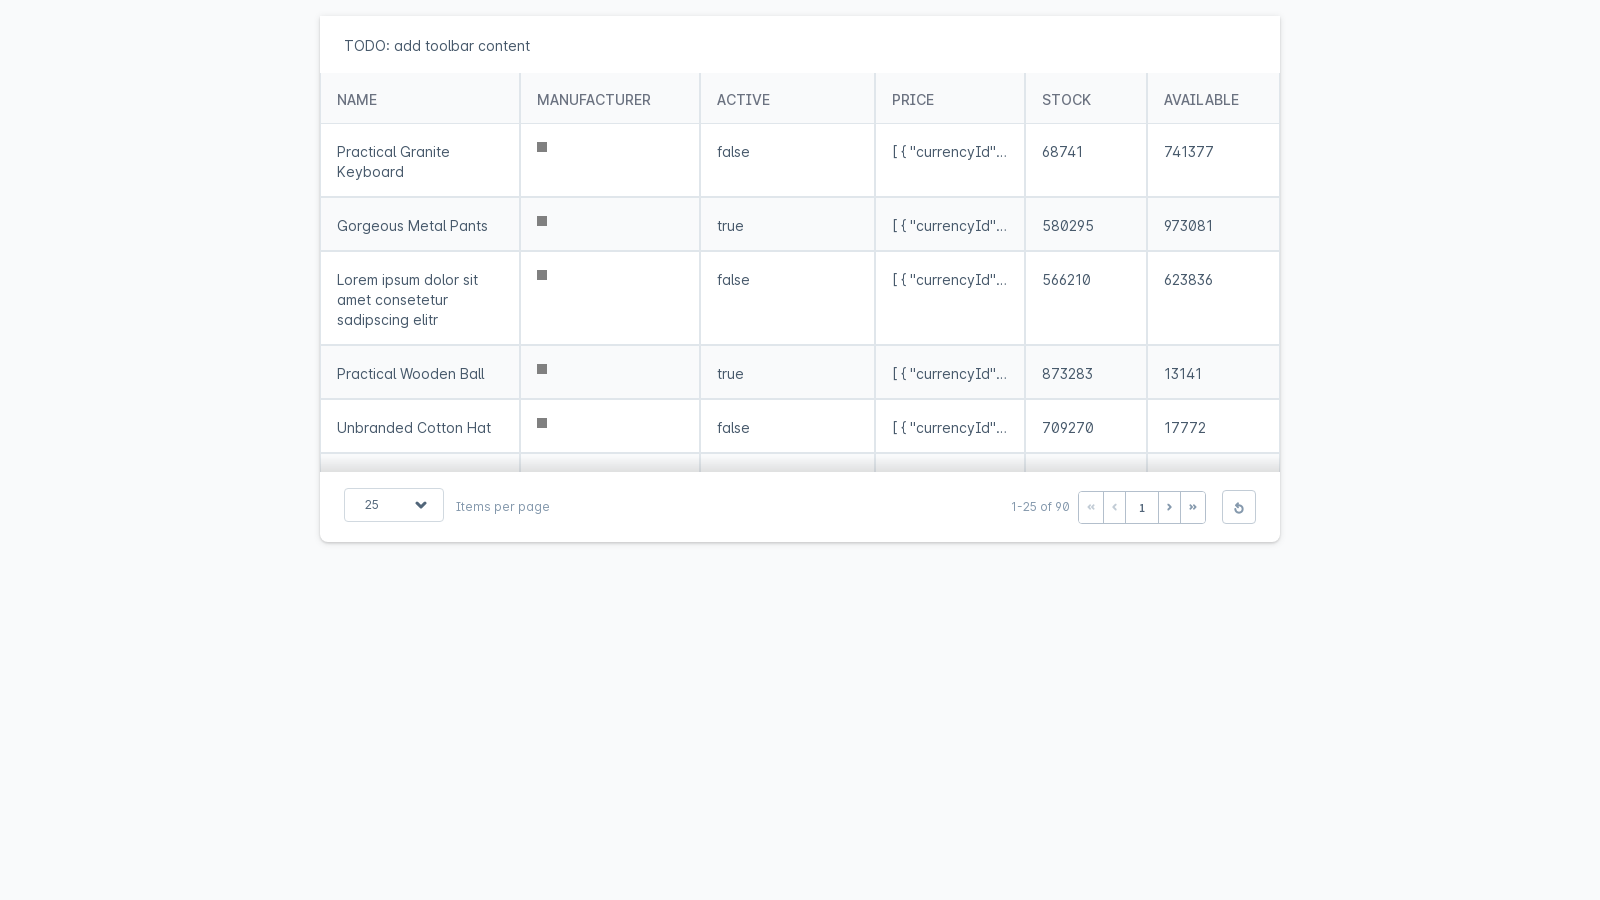 TODO: add toolbar content
NAME MANUFACTURER ACTIVE PRICE STOCK AVAILABLE
Practical Granite false [ { "currencyId"... 68741 741377
Keyboard
Gorgeous Metal Pants true [ { "currencyId"... 580295 973081
Lorem ipsum dolor sit false [ { "currencyId"... 566210 623836
amet consetetur
sadipscing elitr
Practical Wooden Ball true [ { "currencyId"... 873283 13141
Unbranded Cotton Hat false [ { "currencyId"... 709270 17772
25 Items per page 1-25 of 90 « ‹ 1 › »